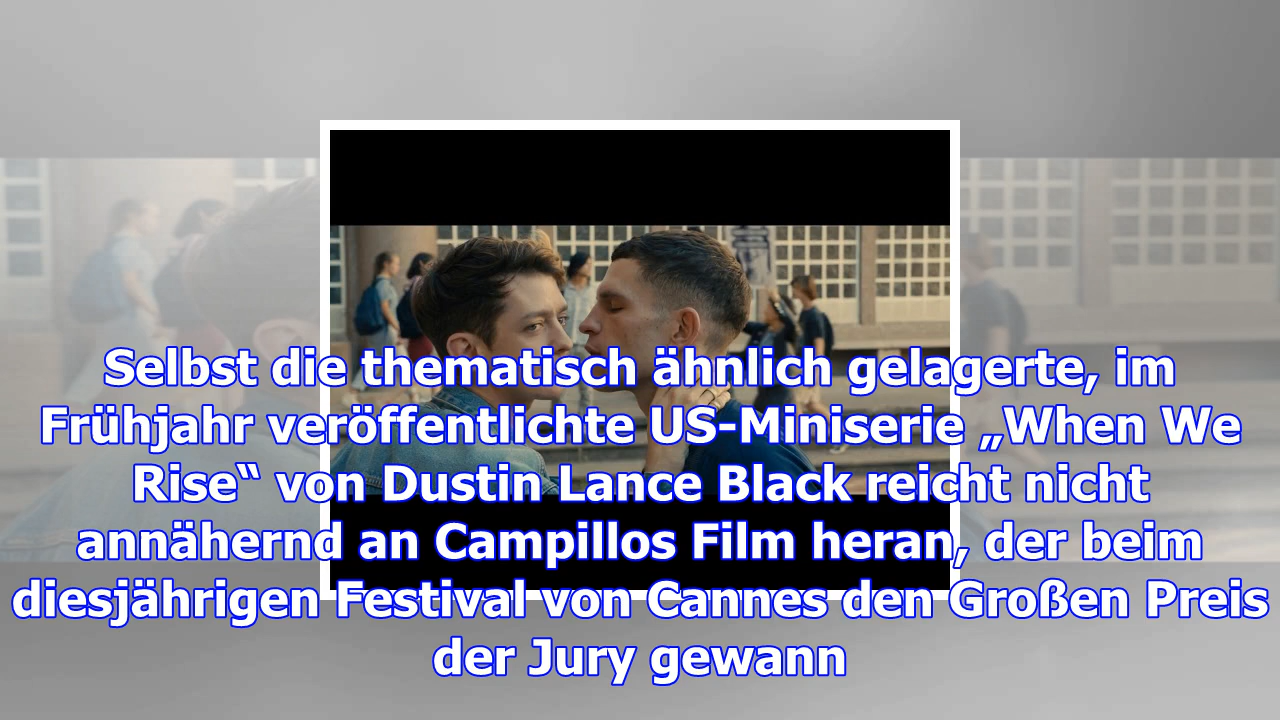 Selbst die thematisch ähnlich gelagerte, im
Frühjahr veröffentlichte US-Miniserie „When We
Rise“ von Dustin Lance Black reicht nicht
annähernd an Campillos Film heran, der beim
diesjährigen Festival von Cannes den Großen Preis
der Jury gewann